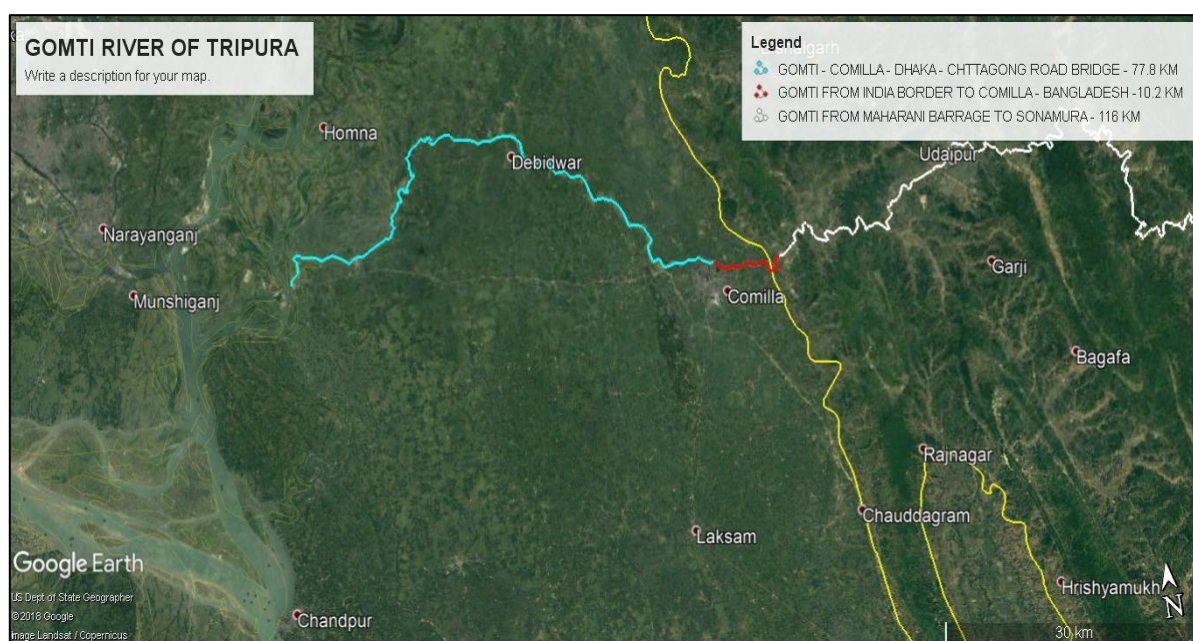 GOMTI RIVER OF TRIPURA
Write a description for your map.
Legend
GOMTI - COMILLA - DHAKA - CHTTAGONG ROAD BRIDGE - 77.8 KM
GOMTI FROM INDIA BORDER TO COMILLA - BANGLADESH -10.2 KM
GOMTI FROM MAHARANI BARRAGE TO SONAMURA - 116 KM
Homna
Debidwar
Udaipur
Narayanganj
Garji
Munshiganj
Comilla
Bagafa
Rajnagar
Chauddagram
Laksam
Google Earth
Hrishyamukh
US Dept of State Geographer
© 2018 Google
Image Landsat / Copernicus
Chandpur
N
30 km